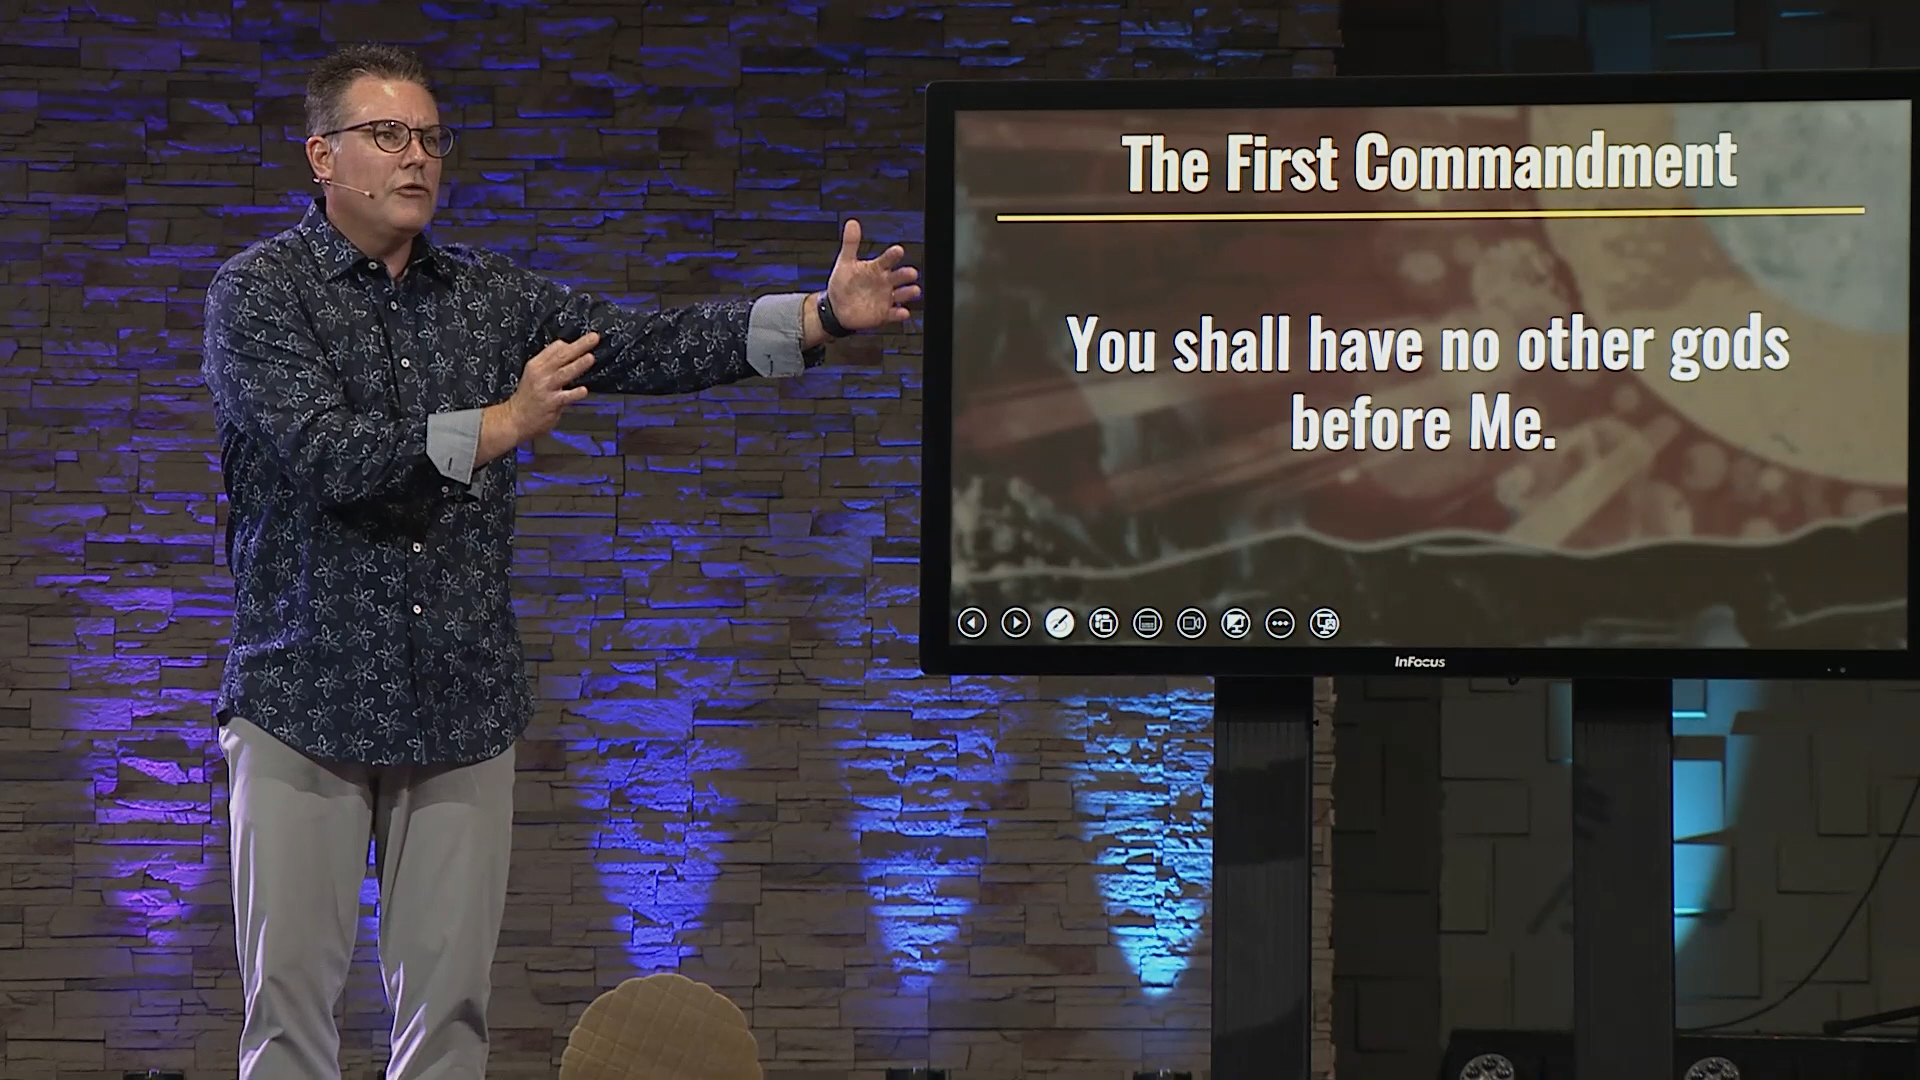 The First Commandment
You shall have no other gods
before Me.
InFocus